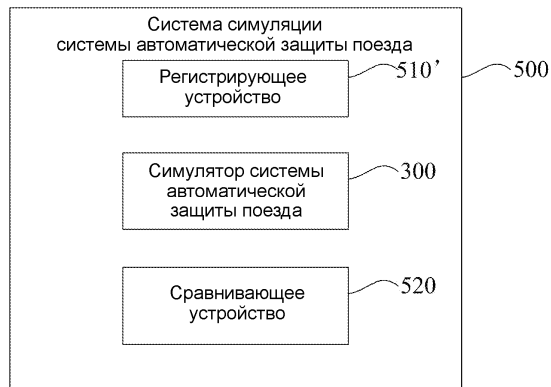 Система симуляции
системы автоматической защиты поезда
Регистрирующее
устройство
510’
500
Симулятор системы
автоматической
защиты поезда
300
Сравнивающее
устройство
520